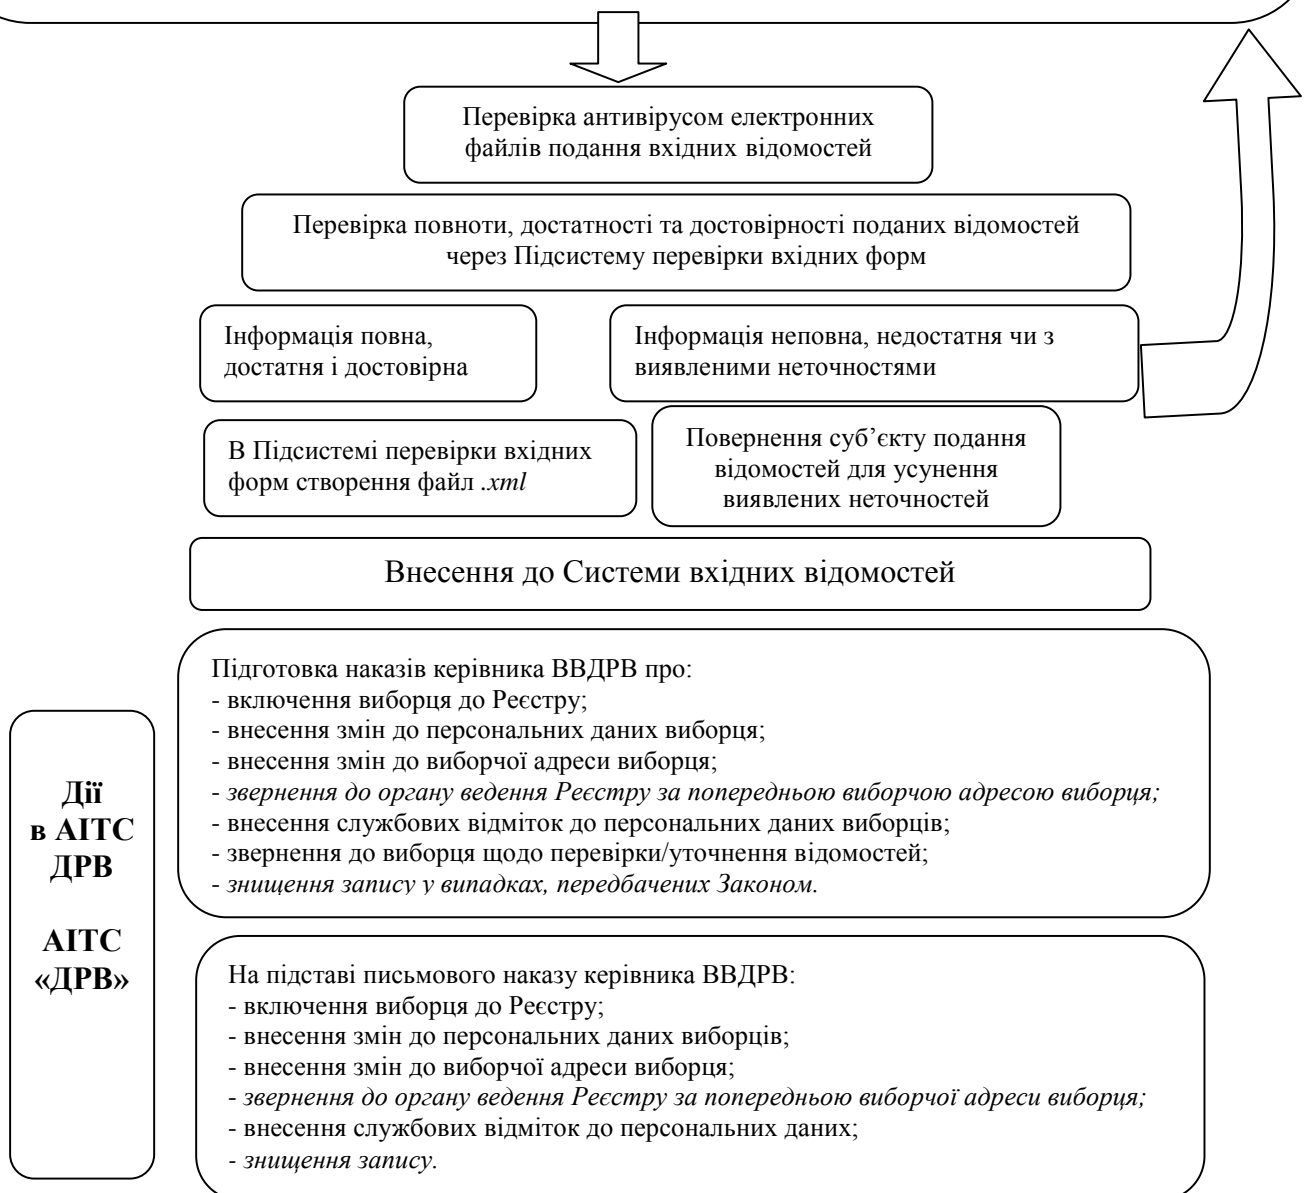 Перевірка антивірусом електронних
файлів подання вхідних відомостей
Перевірка повноти, достатності та достовірності поданих відомостей
через Підсистему перевірки вхідних форм
Інформація повна,
достатня і достовірна
Інформація неповна, недостатня чи з
виявленими неточностями
В Підсистемі перевірки вхідних
форм створення файл .xml
Повернення суб’єкту подання
відомостей для усунення
виявлених неточностей
Внесення до Системи вхідних відомостей
Підготовка наказів керівника ВВДРВ про:
- включення виборця до Реєстру;
- внесення змін до персональних даних виборця;
- внесення змін до виборчої адреси виборця;
- звернення до органу ведення Реєстру за попередньою виборчою адресою виборця;
- внесення службових відміток до персональних даних виборців;
- звернення до виборця щодо перевірки/уточнення відомостей;
- знищення запису у випадках, передбачених Законом.
Дії
в АІТС
ДРВ
АІТС
«ДРВ»
На підставі письмового наказу керівника ВВДРВ:
- включення виборця до Реєстру;
- внесення змін до персональних даних виборців;
- внесення змін до виборчої адреси виборця;
- звернення до органу ведення Реєстру за попередньою виборчої адреси виборця;
- внесення службових відміток до персональних даних;
- знищення запису.